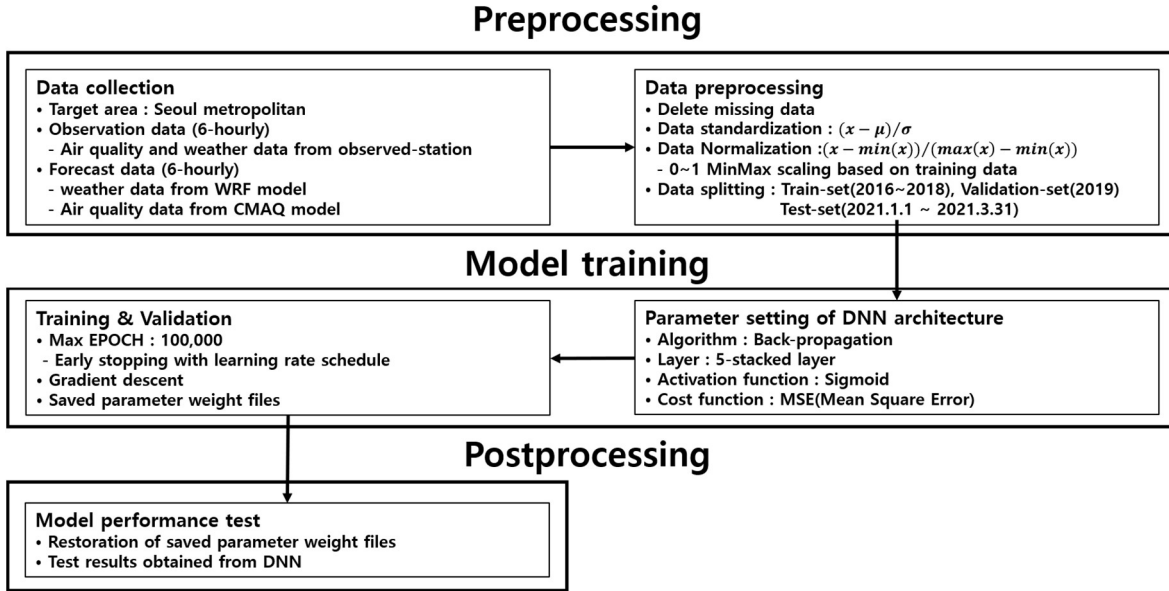 Preprocessing
Data collection
• Target area : Seoul metropolitan
• Observation data (6-hourly)
- Air quality and weather data from observed-station
• Forecast data (6-hourly)
- weather data from WRF model
- Air quality data from CMAQ model
Data preprocessing
• Delete missing data
• Data standardization : (x − μ)/σ
• Data Normalization :(x − min(x))/(max(x) − min(x))
- 0~1 MinMax scaling based on training data
• Data splitting : Train-set(2016~2018), Validation-set(2019)
Test-set(2021.1.1 ~ 2021.3.31)
Model training
Training & Validation
• Max EPOCH : 100,000
- Early stopping with learning rate schedule
• Gradient descent
• Saved parameter weight files
Parameter setting of DNN architecture
• Algorithm : Back-propagation
• Layer : 5-stacked layer
• Activation function : Sigmoid
• Cost function : MSE(Mean Square Error)
Postprocessing
Model performance test
• Restoration of saved parameter weight files
• Test results obtained from DNN